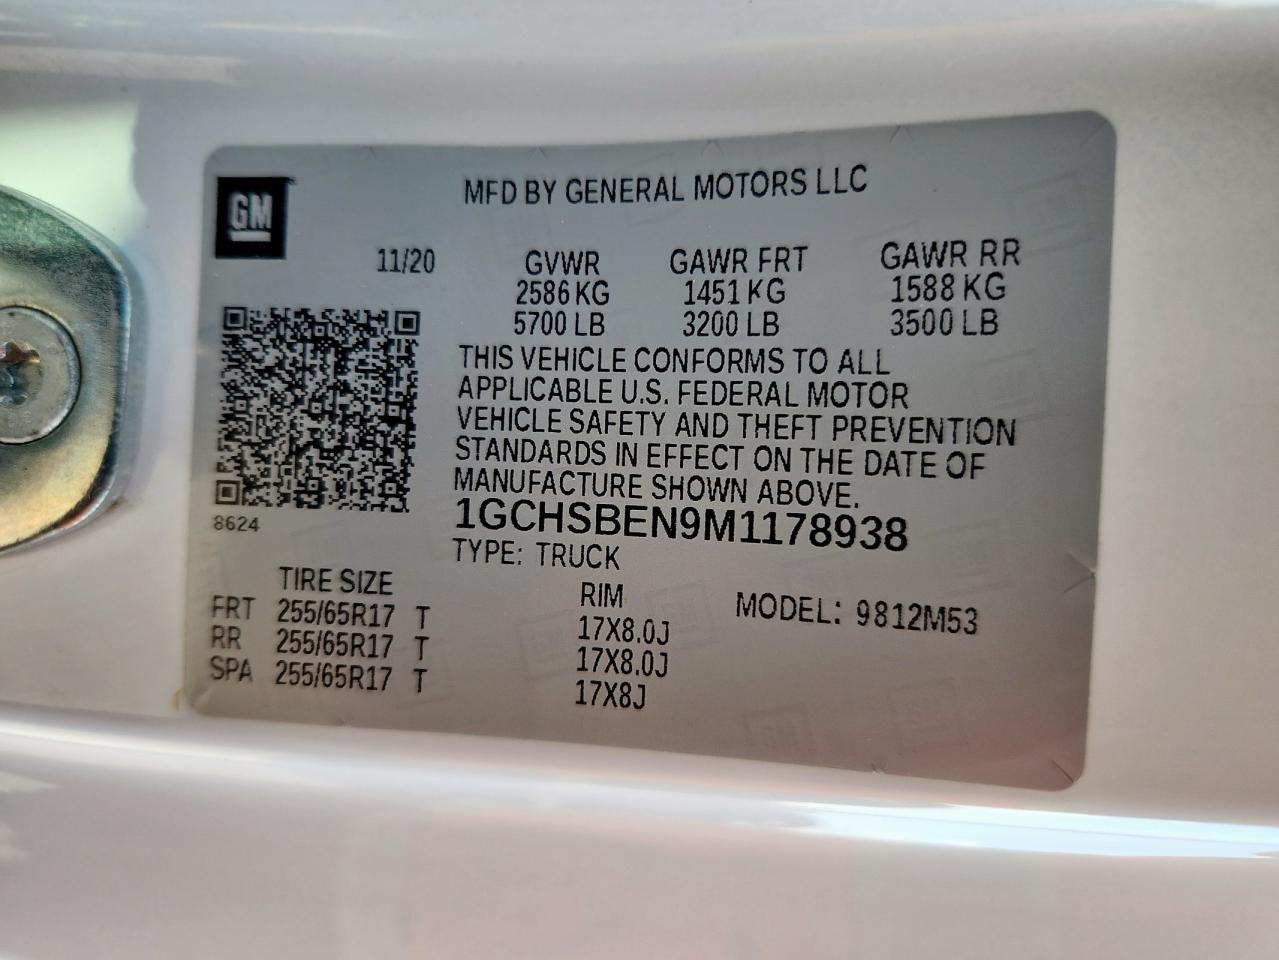 GM
MFD BY GENERAL MOTORS LLC
11/20 GVWR GAWR FRT GAWR RR
2586 KG 1451 KG 1588 KG
5700 LB 3200 LB 3500 LB
THIS VEHICLE CONFORMS TO ALL
APPLICABLE U.S. FEDERAL MOTOR
VEHICLE SAFETY AND THEFT PREVENTION
STANDARDS IN EFFECT ON THE DATE OF
MANUFACTURE SHOWN ABOVE.
8624
1GCHSBEN9M1178938
TYPE: TRUCK
TIRE SIZE RIM MODEL: 9812M53
FRT 255/65R17 T 17X8.0J
RR 255/65R17 T 17X8.0J
SPA 255/65R17 T 17X8J